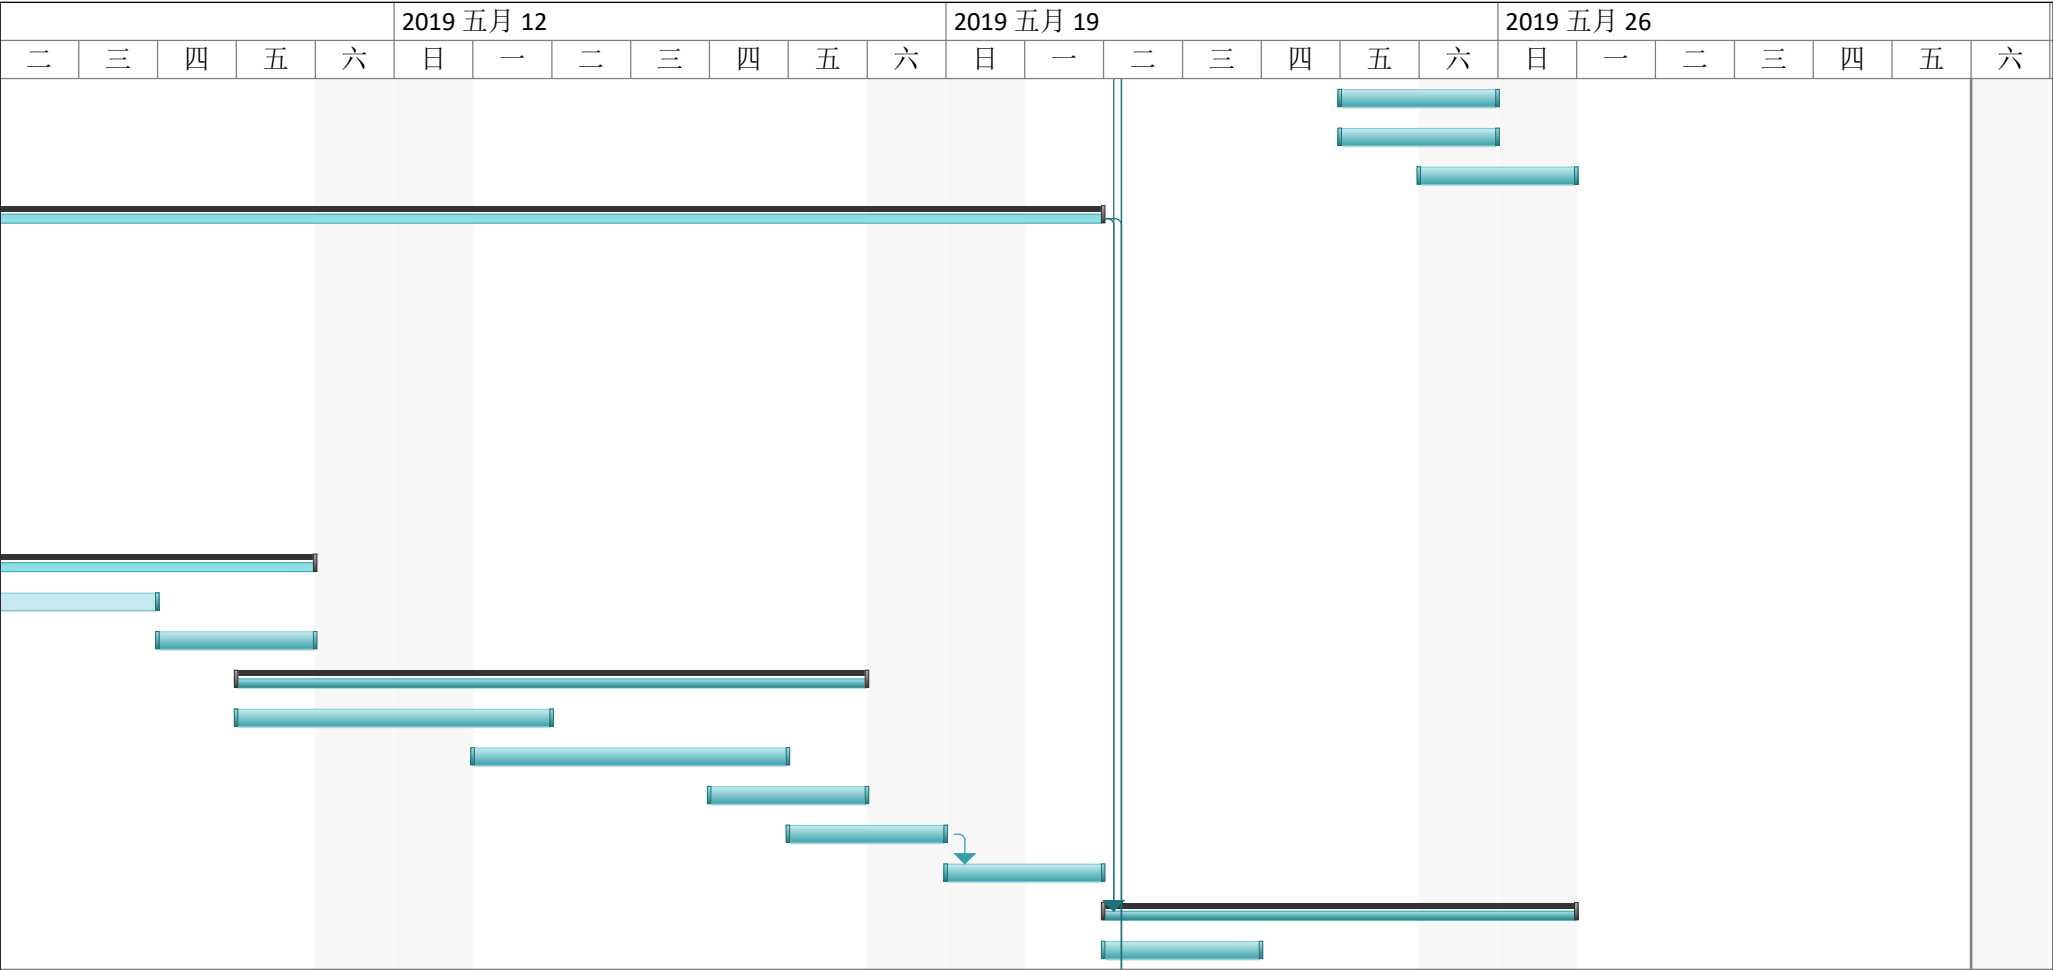 2019 五月 12 2019 五月 19 2019 五月 26
二 三 四 五 六 日 一 二 三 四 五 六 日 一 二 三 四 五 六 日 一 二 三 四 五 六